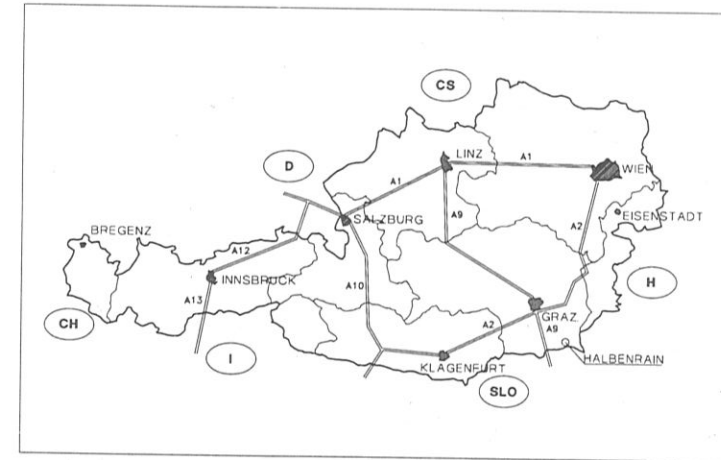 CS
LINZ
A1
WIEN
D
A1
A9
SALZBURG
EISENSTADT
A2
BREGENZ
A12
INNSBRUCK
H
A10
A13
GRAZ
CH
A2
A9
I
HALBENRAIN
KLAGENFURT
SLO